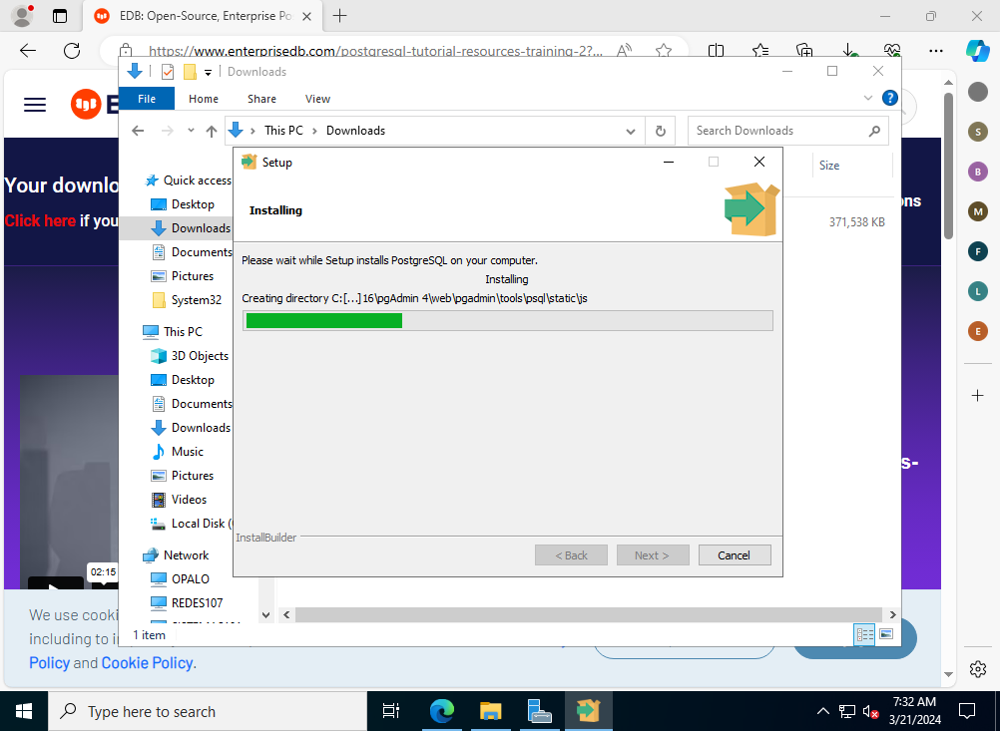 EDB: Open-Source, Enterprise Po
https://www.enterprisedb.com/postgresql-tutorial-resources-training-2?...
Downloads
File
Home
Share
View
This PC
Downloads
Search Downloads
Size
371,538 KB
Quick access
Desktop
Downloads
Documents
Pictures
System32
This PC
3D Objects
Desktop
Documents
Downloads
Music
Pictures
Videos
Local Disk (
Network
OPALO
REDES107
1 item
Setup
Installing
Please wait while Setup installs PostgreSQL on your computer.
Installing
Creating directory C:[...]16\pgAdmin 4\web\pgadmin\tools\psql\static\js
InstallBuilder
< Back
Next >
Cancel
Your downlo
ons
Click here if you
s-
02:15
We use cooki
including to i
Policy and Cookie Policy.
S
B
M
F
L
E
Type here to search
7:32 AM
3/21/2024